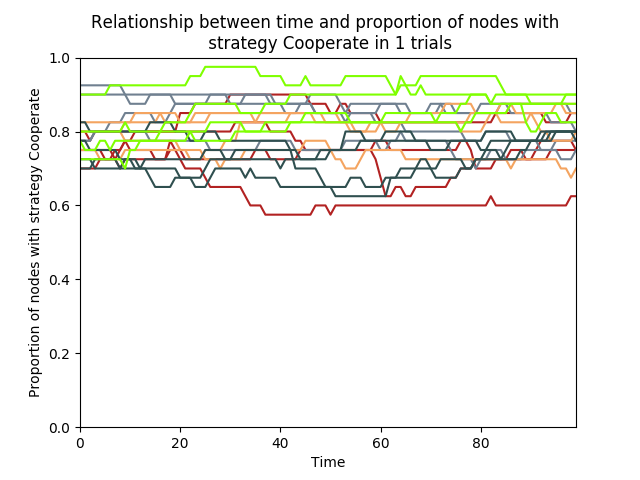 Relationship between time and proportion of nodes with
strategy Cooperate in 1 trials
Proportion of nodes with strategy Cooperate
1.0
0.8
0.6
0.4
0.2
0.0
0 20 40 60 80
Time